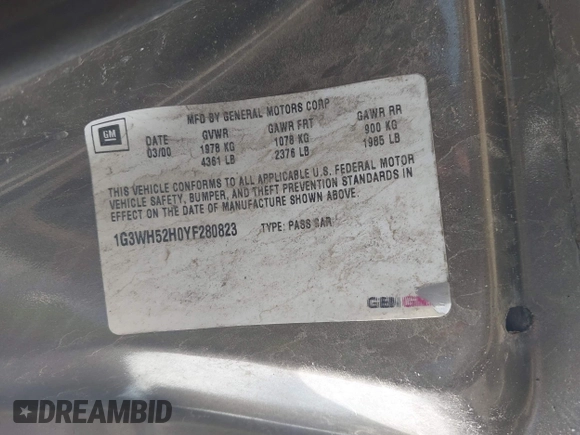 MFD BY GENERAL MOTORS CORP
GM
DATE GVWR GAWR FRT GAWR RR
03/00 1978 KG 1078 KG 900 KG
4361 LB 2376 LB 1985 LB
THIS VEHICLE CONFORMS TO ALL APPLICABLE U.S. FEDERAL MOTOR
VEHICLE SAFETY, BUMPER, AND THEFT PREVENTION STANDARDS IN
EFFECT ON THE DATE OF MANUFACTURE SHOWN ABOVE.
1G3WH52H0YF280823 TYPE: PASS CAR
DREAMBID